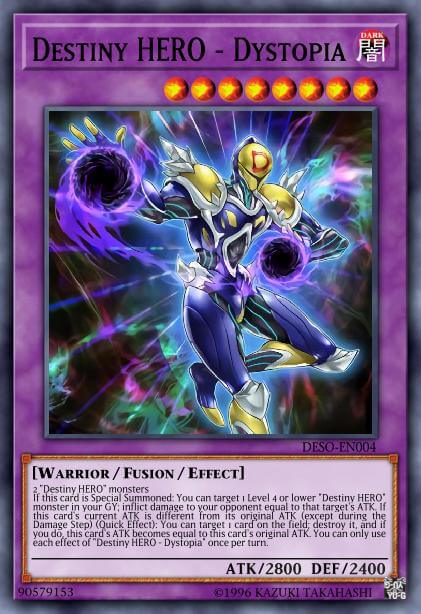 DESTINY HERO - DYSTOPIA
DARK
闇
D
DESO-EN004
[WARRIOR / FUSION / EFFECT]
2 "Destiny HERO" monsters
If this card is Special Summoned: You can target 1 Level 4 or lower "Destiny HERO"
monster in your GY; inflict damage to your opponent equal to that target's ATK. If
this card's current ATK is different from its original ATK (except during the
Damage Step) (Quick Effect): You can target 1 card on the field; destroy it, and if
you do, this card's ATK becomes equal to this card's original ATK. You can only use
each effect of "Destiny HERO - Dystopia" once per turn.
ATK/2800 DEF/2400
90579153
©1996 KAZUKI TAKAHASHI